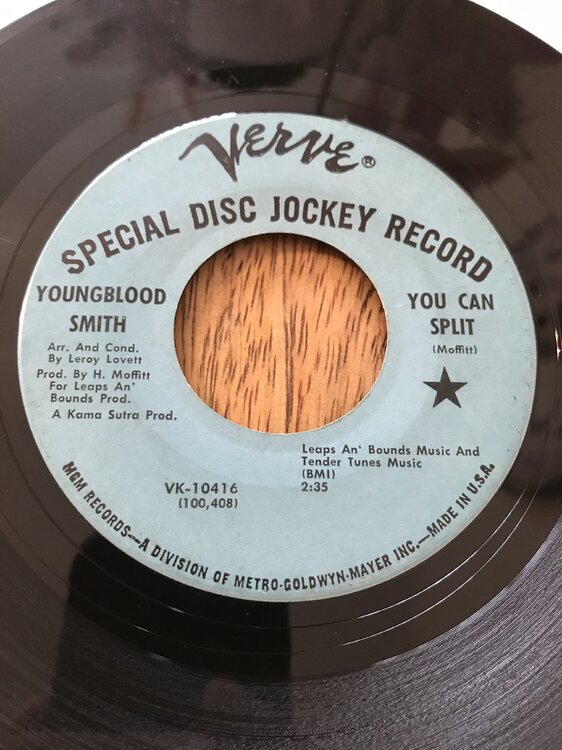 VERVE®
SPECIAL DISC JOCKEY RECORD
YOUNGBLOOD
SMITH
Arr. And Cond.
By Leroy Lovett
Prod. By H. Moffitt
For Leaps An'
Bounds Prod.
A Kama Sutra Prod.
YOU CAN
SPLIT
(Moffitt)
VK-10416
(100,408)
Leaps An' Bounds Music And
Tender Tunes Music
(BMI)
2:35
MGM RECORDS—A DIVISION OF METRO-GOLDWYN-MAYER INC.—MADE IN U.S.A.